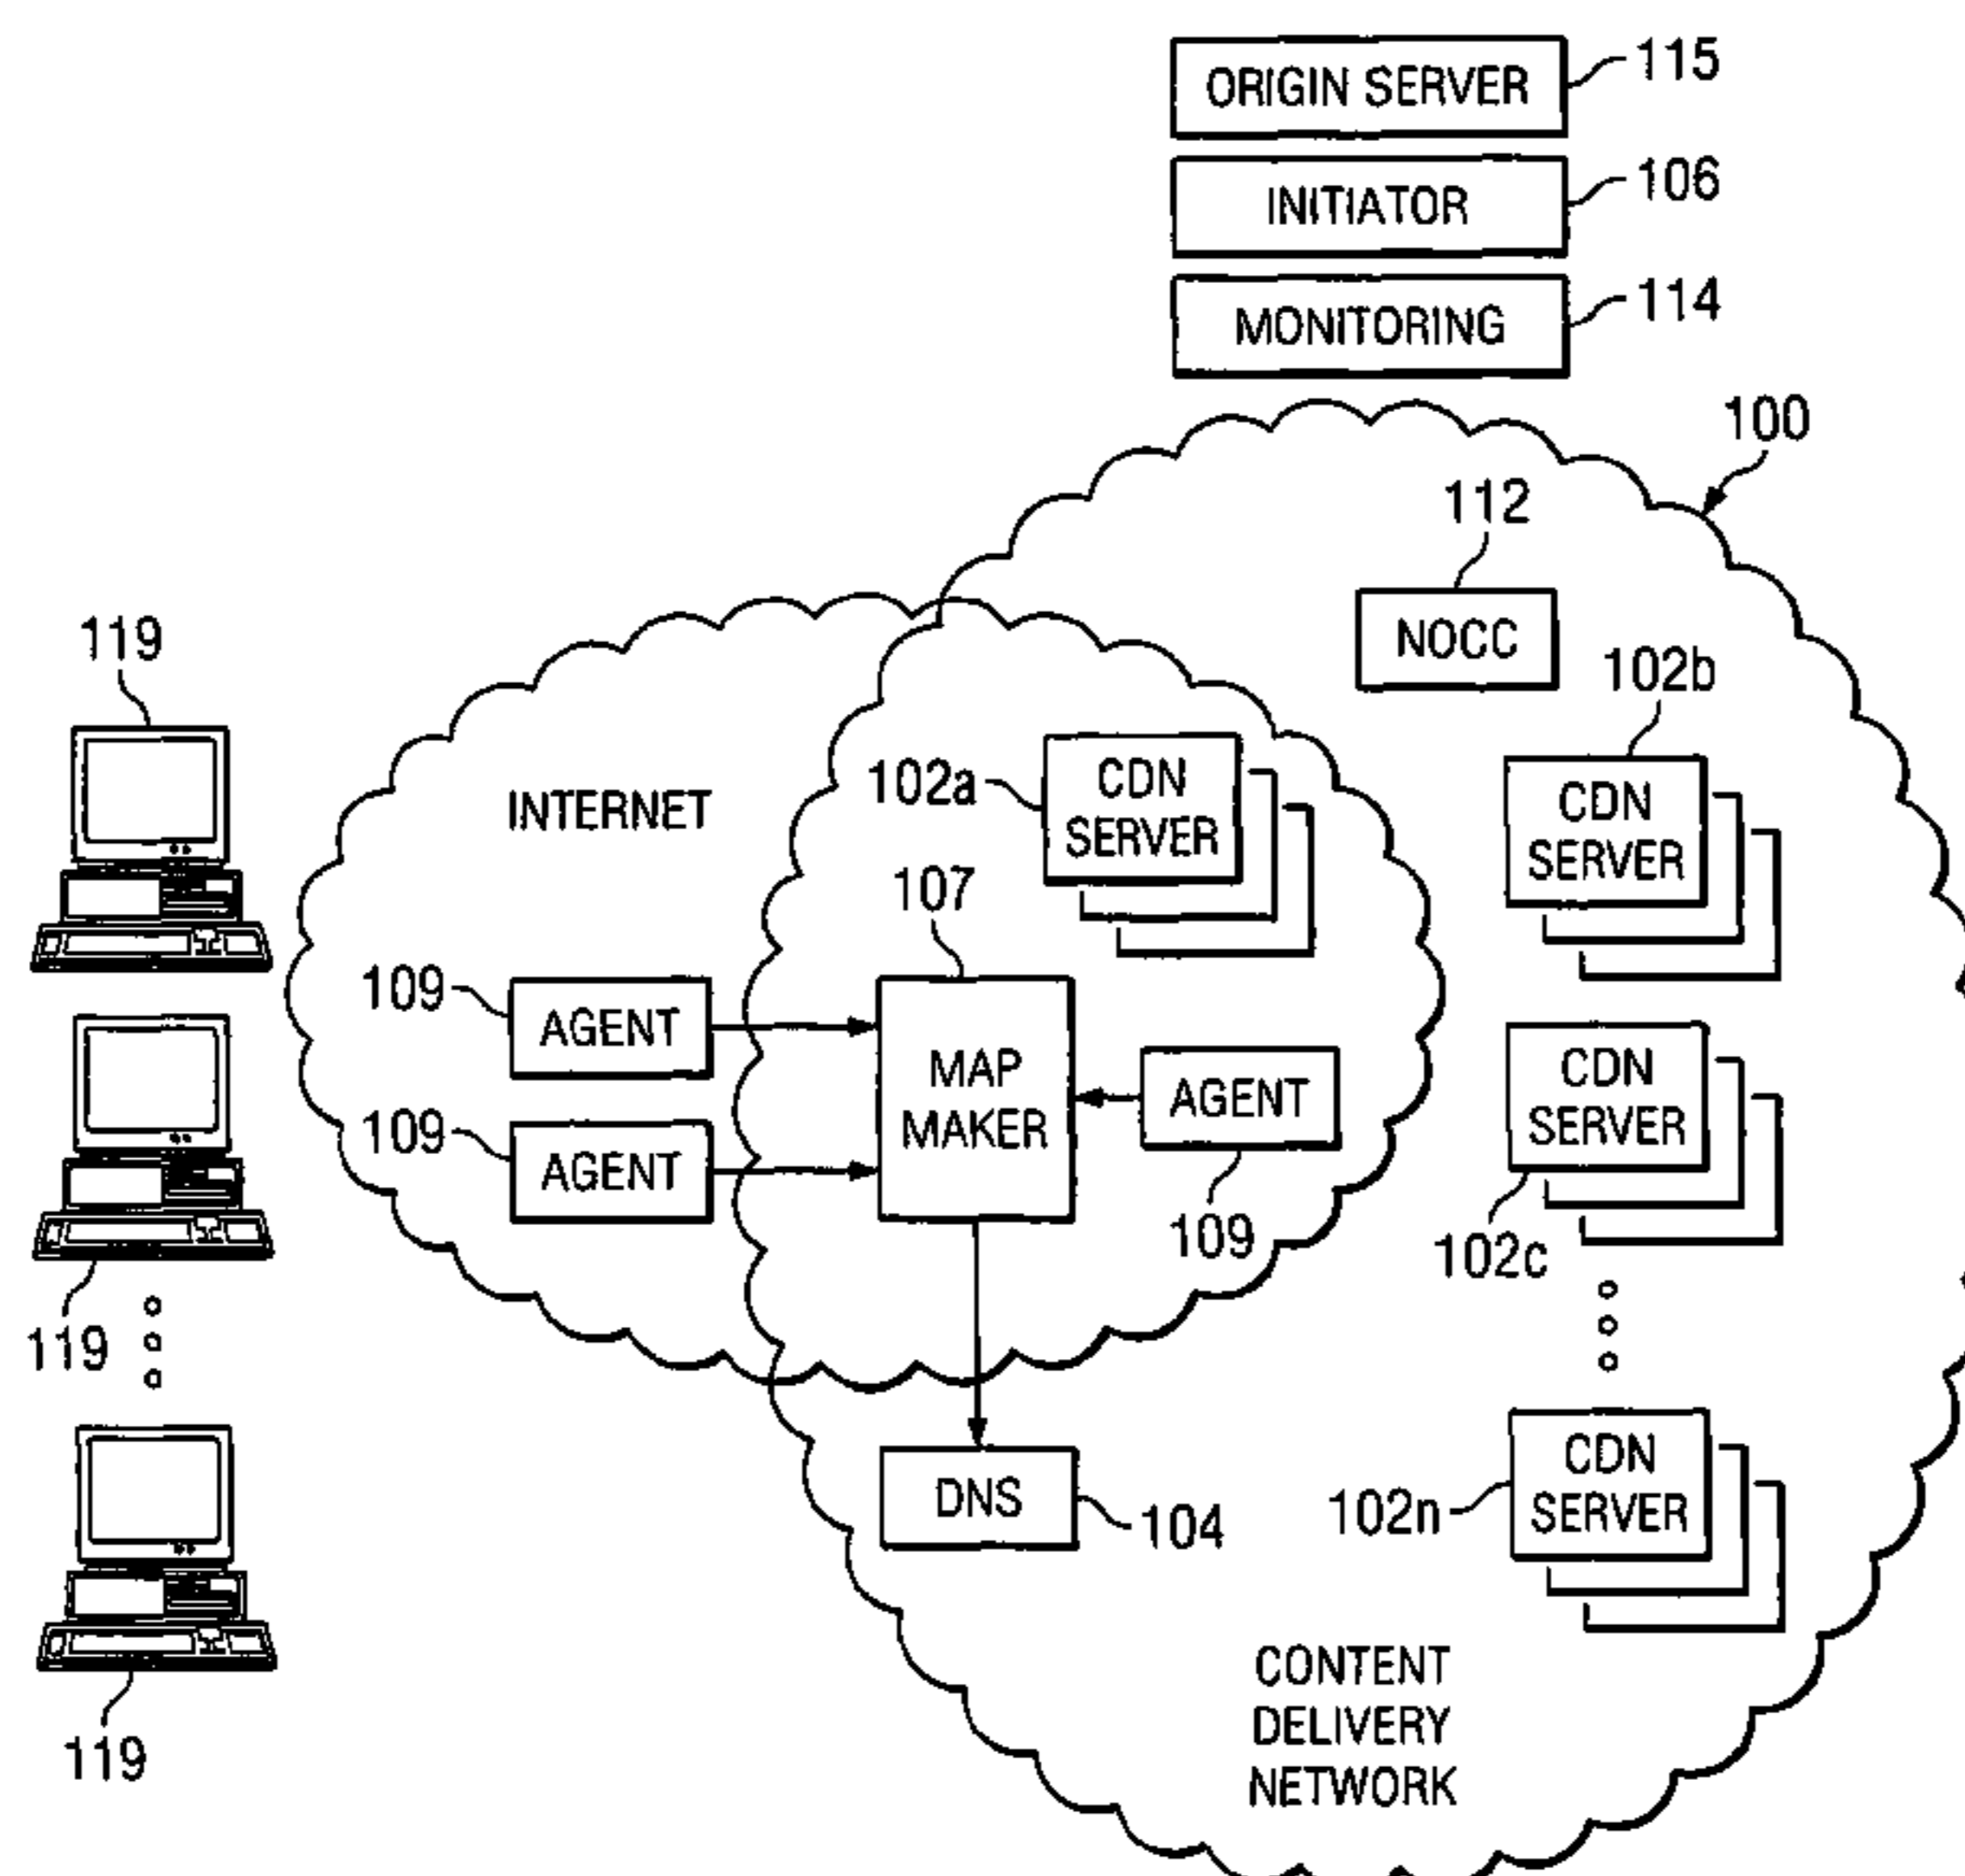 ORIGIN SERVER
115
INITIATOR
106
MONITORING
114
100
112
NOCC
119
102b
CDN
SERVER
102a
CDN
SERVER
INTERNET
107
109
AGENT
MAP
MAKER
AGENT
109
CDN
SERVER
102c
109
AGENT
119
DNS
104
102n
CDN
SERVER
CONTENT
DELIVERY
NETWORK
119